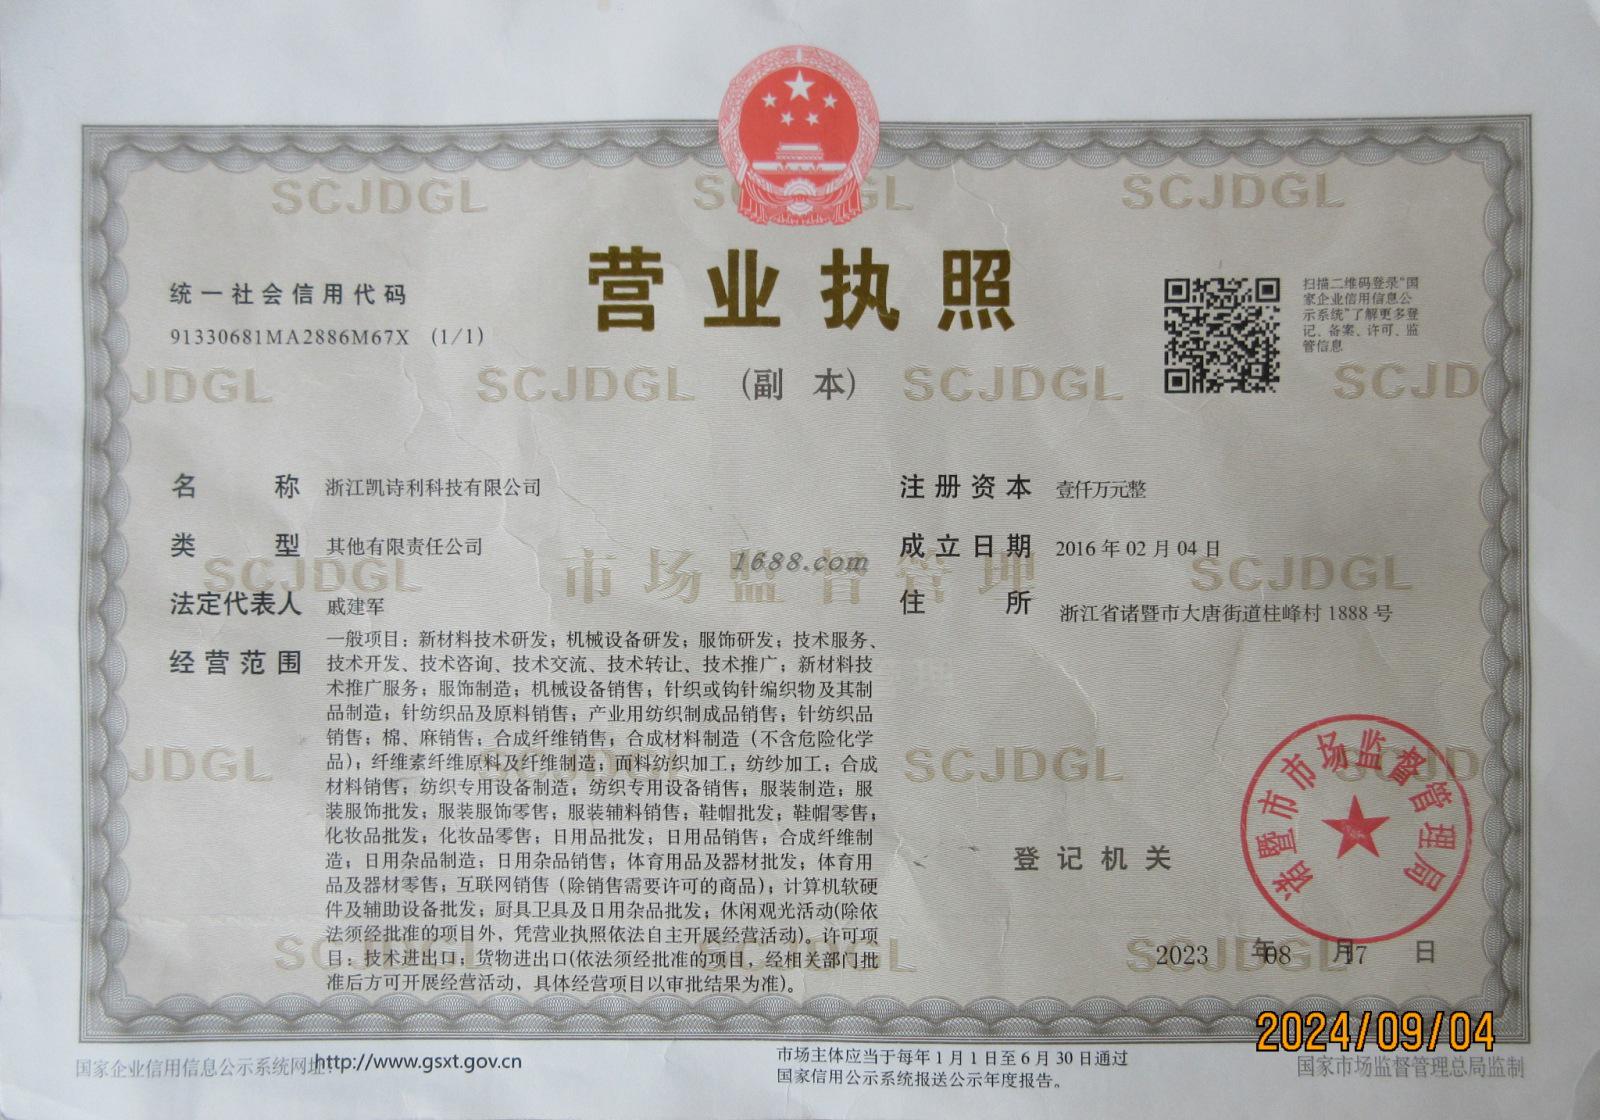 SCJDGL SCJDGL SCJDGL
营业执照
(副 本)
统一社会信用代码
91330681MA2886M67X (1/1)
扫描二维码登录“国
家企业信用信息公
示系统”了解更多登
记、备案、许可、监
管信息
JDGL SCJDGL SCJDGL SCJD
名称 浙江凯诗利科技有限公司
类型 其他有限责任公司
法定代表人 戚建军
经营范围
一般项目：新材料技术研发；机械设备研发；服饰研发；技术服务、
技术开发、技术咨询、技术交流、技术转让、技术推广；新材料技
术推广服务；服饰制造；机械设备销售；针织或钩针编织物及其制
品制造；针纺织品及原料销售；产业用纺织制成品销售；针纺织品
销售；棉、麻销售；合成纤维销售；合成材料制造（不含危险化学
品）；纤维素纤维原料及纤维制造；面料纺织加工；纺纱加工；合成
材料销售；纺织专用设备制造；纺织专用设备销售；服装制造；服
装服饰批发；服装服饰零售；服装辅料销售；鞋帽批发；鞋帽零售；
化妆品批发；化妆品零售；日用品批发；日用品销售；合成纤维制
造；日用杂品制造；日用杂品销售；体育用品及器材批发；体育用
品及器材零售；互联网销售（除销售需要许可的商品）；计算机软硬
件及辅助设备批发；厨具卫具及日用杂品批发；休闲观光活动(除依
法须经批准的项目外，凭营业执照依法自主开展经营活动)。许可项
目：技术进出口；货物进出口(依法须经批准的项目，经相关部门批
准后方可开展经营活动，具体经营项目以审批结果为准)。
注册资本 壹仟万元整
成立日期 2016 年 02 月 04 日
住所 浙江省诸暨市大唐街道柱峰村 1888 号
SCJDGL 市场监督管理 SCJDGL
1688.com
JDGL SCJDGL SCJDGL SCJD
登记机关
诸暨市市场监督管理局
SCJDGL SCJDGL SCJDGL
2023 年 08 月 17 日
2024/09/04
国家企业信用信息公示系统网址：http://www.gsxt.gov.cn
市场主体应当于每年 1 月 1 日至 6 月 30 日通过
国家信用公示系统报送公示年度报告。
国家市场监督管理总局监制